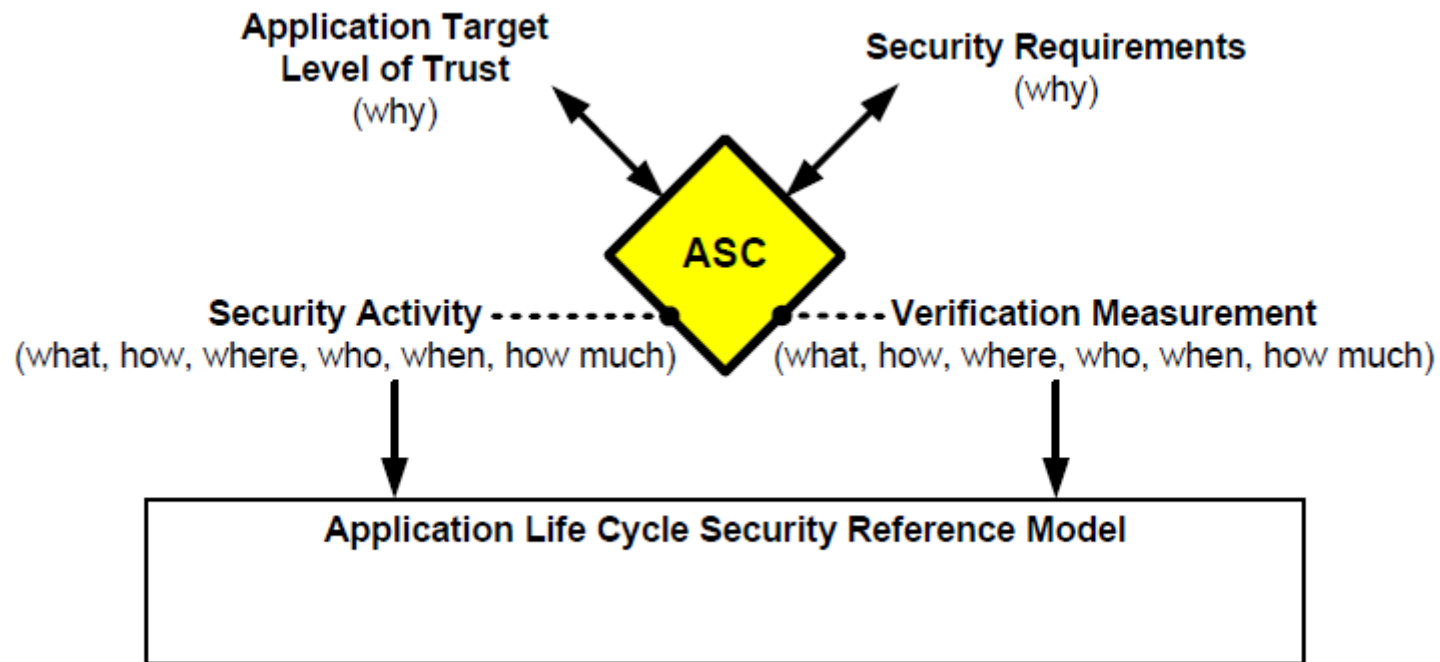 Application Target
Level of Trust
(why)
Security Requirements
(why)
ASC
Security Activity
(what, how, where, who, when, how much)
Verification Measurement
(what, how, where, who, when, how much)
Application Life Cycle Security Reference Model